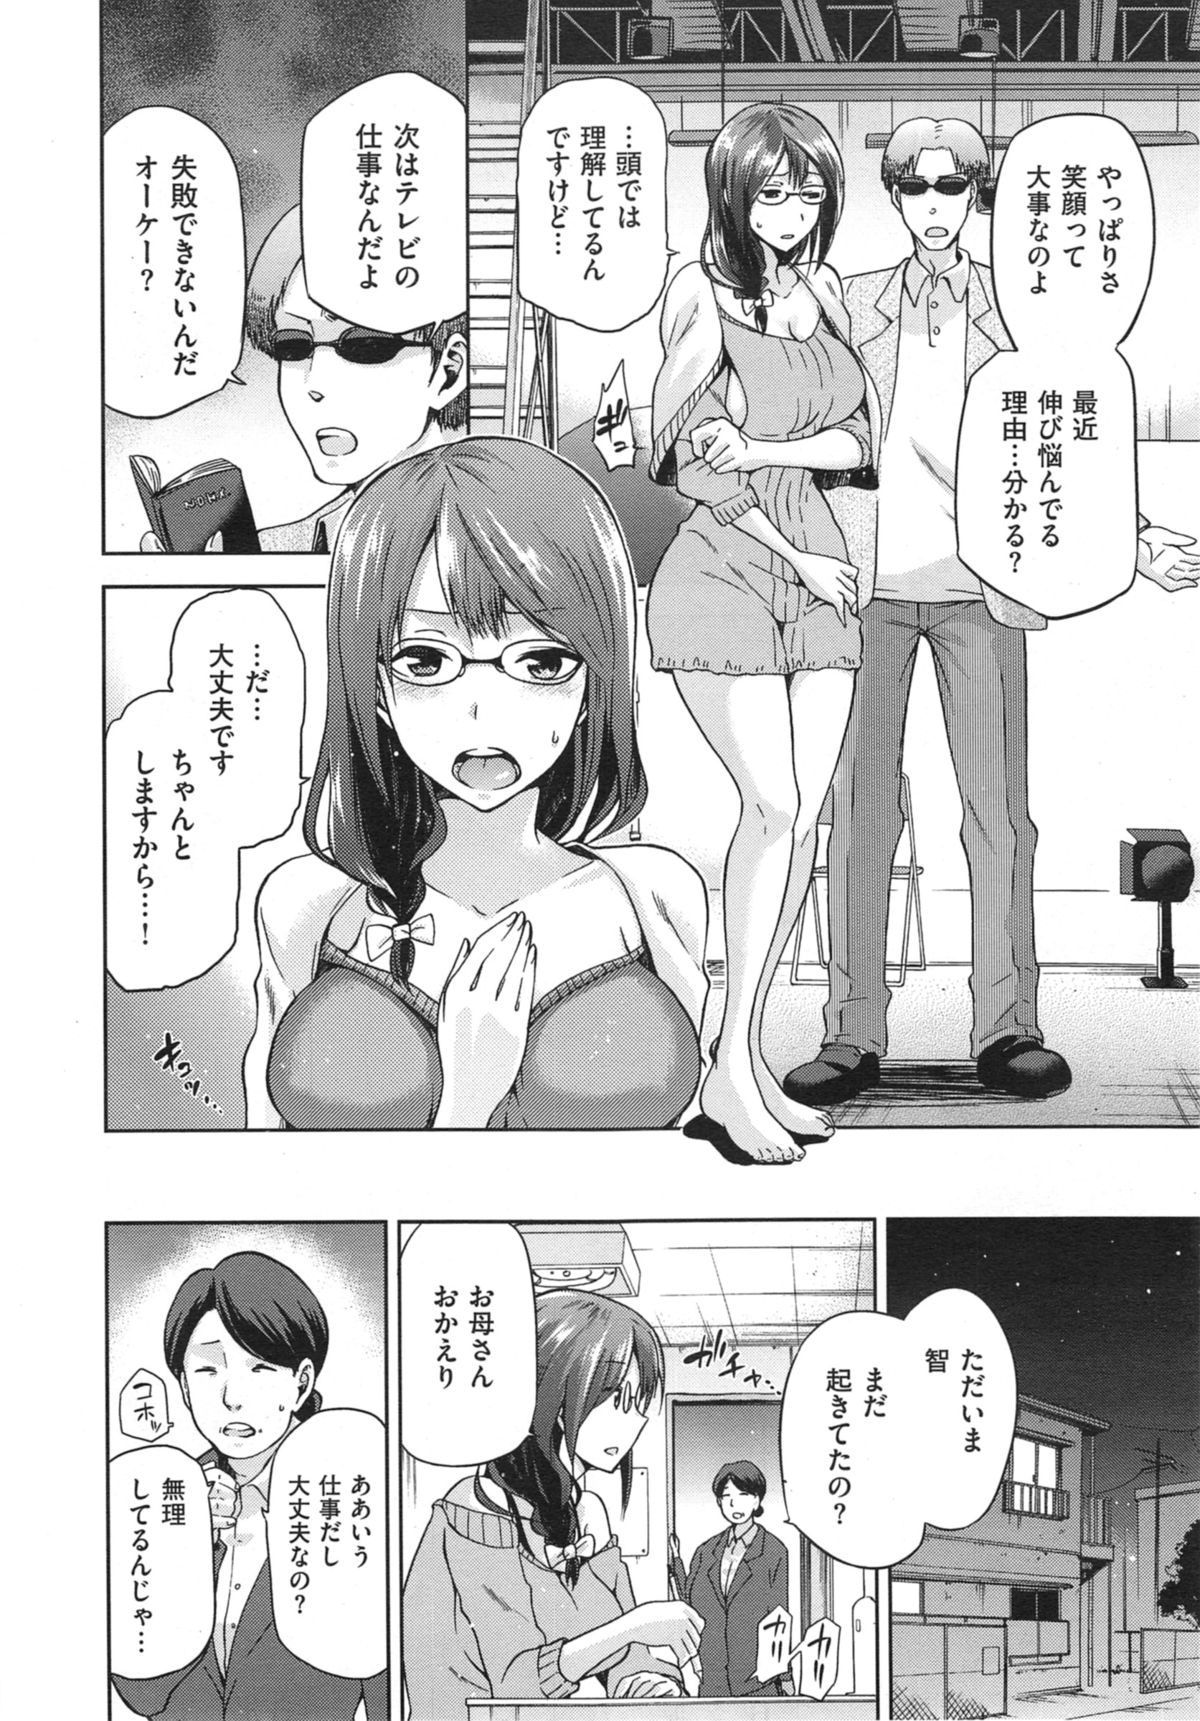 やっぱりさ
笑顔って
大事なのよ
最近
伸び悩んでる
理由…分かる?
…頭では
理解してるん
ですけど…
ギュ
次はテレビの
仕事なんだよ
失敗できないんだ
オーケー?
…だ…
大丈夫です
ちゃんと
しますから…!
ただいま
智
まだ
起きてたの?
ガチャ…
お母さん
おかえり
カリ
カリ
ああいう
仕事だし
大丈夫なの?
コホッ
無理
してるんじゃ…